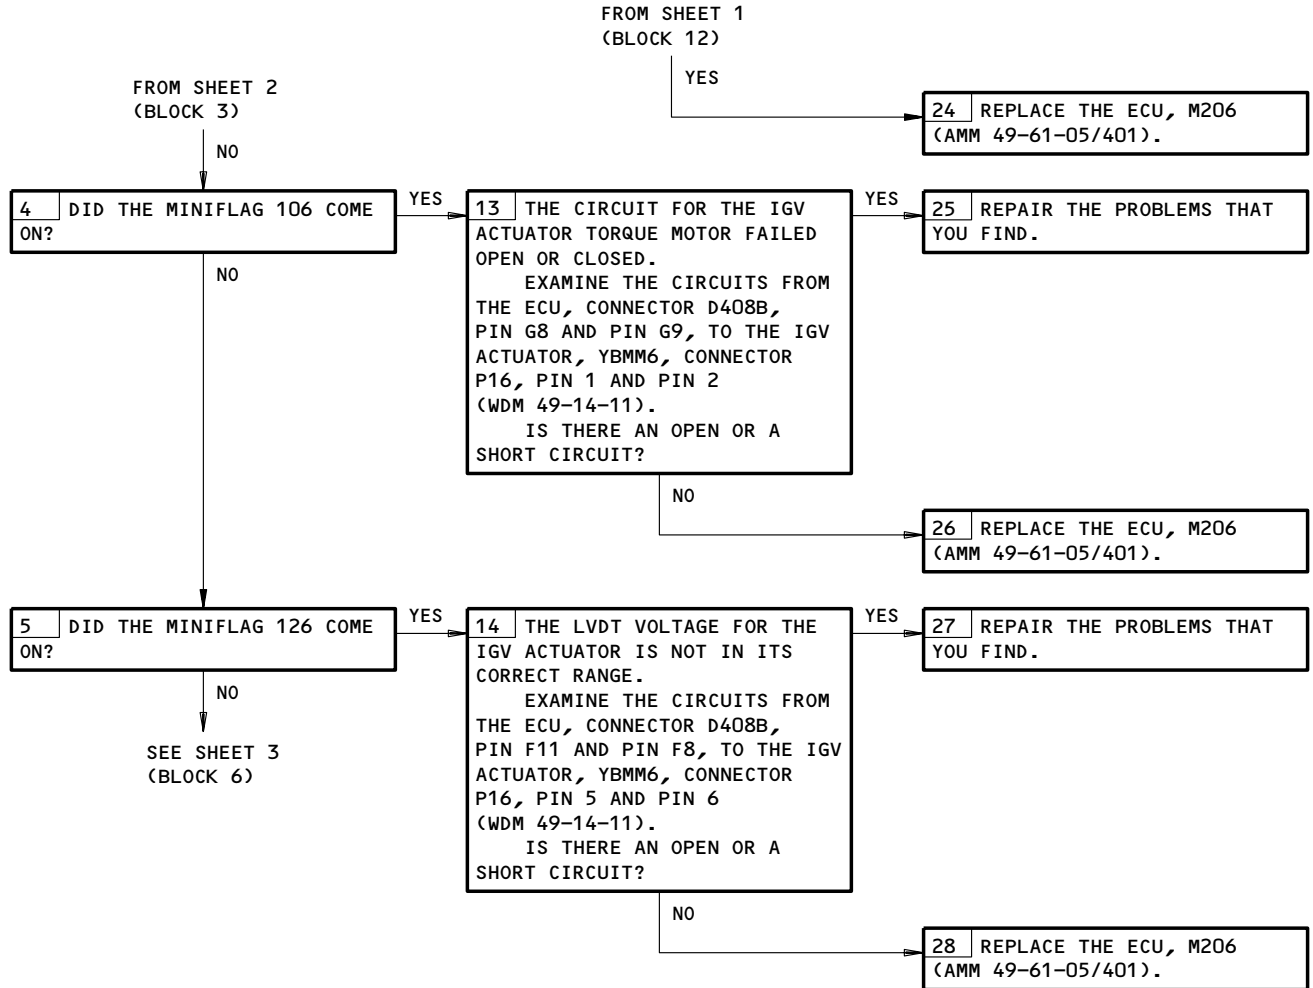 FROM SHEET 1
(BLOCK 12)
YES
24 REPLACE THE ECU, M206
(AMM 49-61-05/401).
FROM SHEET 2
(BLOCK 3)
NO
4 DID THE MINIFLAG 106 COME
ON?
YES
NO
13 THE CIRCUIT FOR THE IGV
ACTUATOR TORQUE MOTOR FAILED
OPEN OR CLOSED.
EXAMINE THE CIRCUITS FROM
THE ECU, CONNECTOR D408B,
PIN G8 AND PIN G9, TO THE IGV
ACTUATOR, YBMM6, CONNECTOR
P16, PIN 1 AND PIN 2
(WDM 49-14-11).
IS THERE AN OPEN OR A
SHORT CIRCUIT?
YES
25 REPAIR THE PROBLEMS THAT
YOU FIND.
NO
26 REPLACE THE ECU, M206
(AMM 49-61-05/401).
5 DID THE MINIFLAG 126 COME
ON?
YES
NO
SEE SHEET 3
(BLOCK 6)
14 THE LVDT VOLTAGE FOR THE
IGV ACTUATOR IS NOT IN ITS
CORRECT RANGE.
EXAMINE THE CIRCUITS FROM
THE ECU, CONNECTOR D408B,
PIN F11 AND PIN F8, TO THE IGV
ACTUATOR, YBMM6, CONNECTOR
P16, PIN 5 AND PIN 6
(WDM 49-14-11).
IS THERE AN OPEN OR A
SHORT CIRCUIT?
YES
27 REPAIR THE PROBLEMS THAT
YOU FIND.
NO
28 REPLACE THE ECU, M206
(AMM 49-61-05/401).